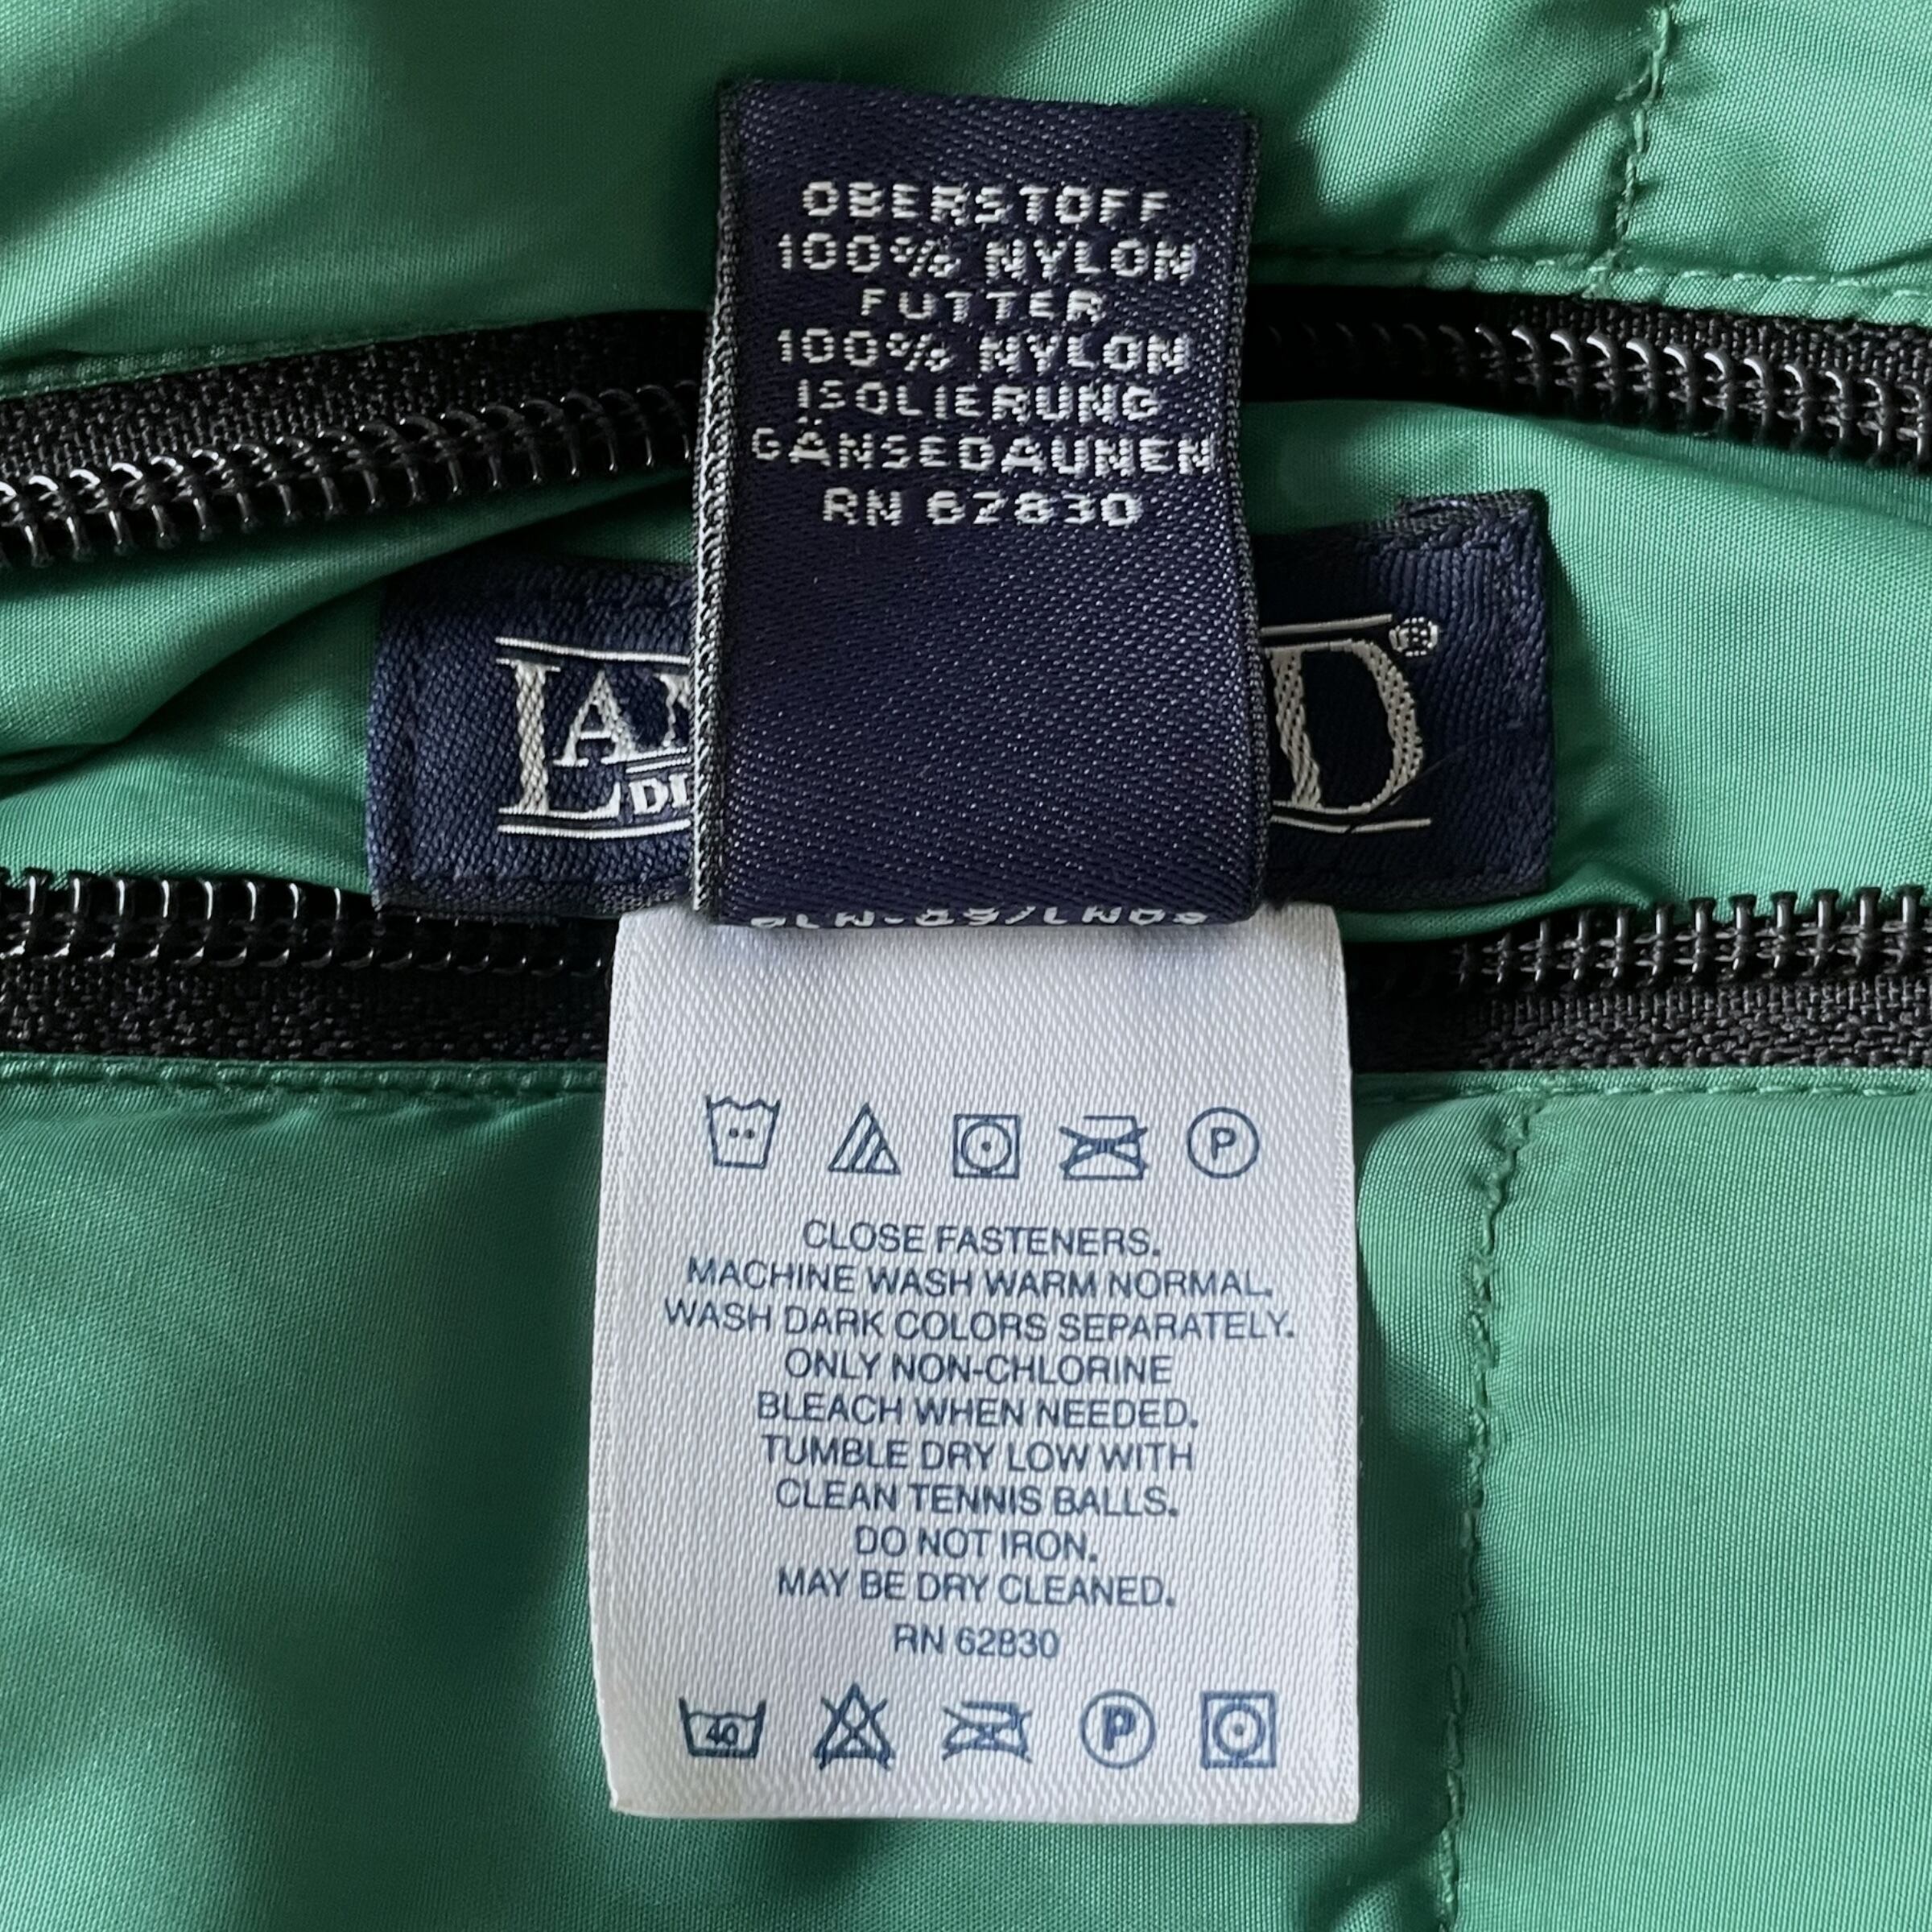 OBERSTOFF
100% NYLON
FUTTER
100% NYLON
ISOLIERUNG
GÄNSEDAUNEN
RN 62830
P
CLOSE FASTENERS.
MACHINE WASH WARM NORMAL.
WASH DARK COLORS SEPARATELY.
ONLY NON-CHLORINE
BLEACH WHEN NEEDED.
TUMBLE DRY LOW WITH
CLEAN TENNIS BALLS.
DO NOT IRON.
MAY BE DRY CLEANED.
RN 62830
40 P